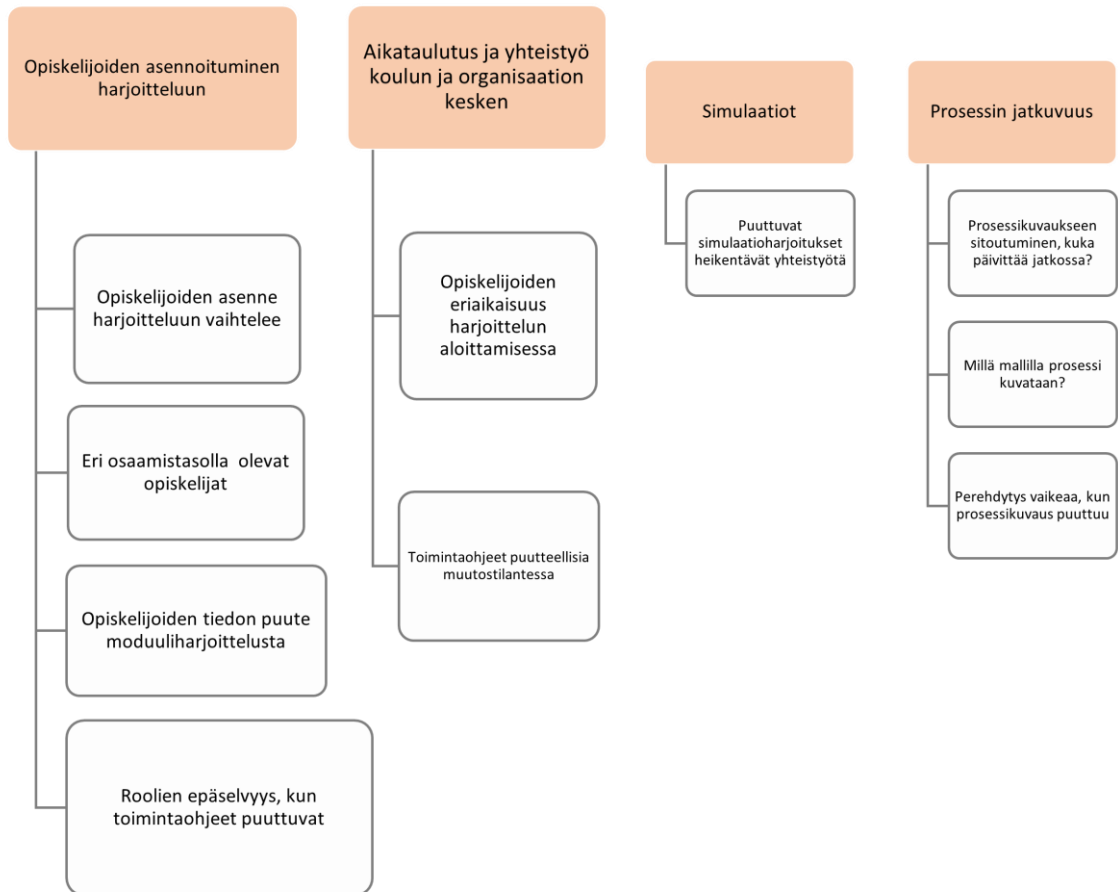 Opiskelijoiden asennoituminen
harjoitteluun
Opiskelijoiden asenne
harjoitteluun vaihtelee
Eri osaamistasolla olevat
opiskelijat
Opiskelijoiden tiedon puute
moduuliharjoittelusta
Roolien epäselvyys, kun
toimintaohjeet puuttuvat
Aikataulutus ja yhteistyö
koulun ja organisaation
kesken
Opiskelijoiden
eriaikaisuus
harjoittelun
aloittamisessa
Toimintaohjeet puutteellisia
muutostilantessa
Simulaatiot
Puuttuvat
simulaatioharjoitukset
heikentävät yhteistyötä
Prosessin jatkuvuus
Prosessikuvaukseen
sitoutuminen, kuka
päivittää jatkossa?
Millä mallilla prosessi
kuvataan?
Perehdytys vaikeaa, kun
prosessikuvaus puuttuu